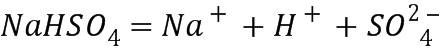 NaHSO₄ = Na⁺ + H⁺ + SO₄²⁻